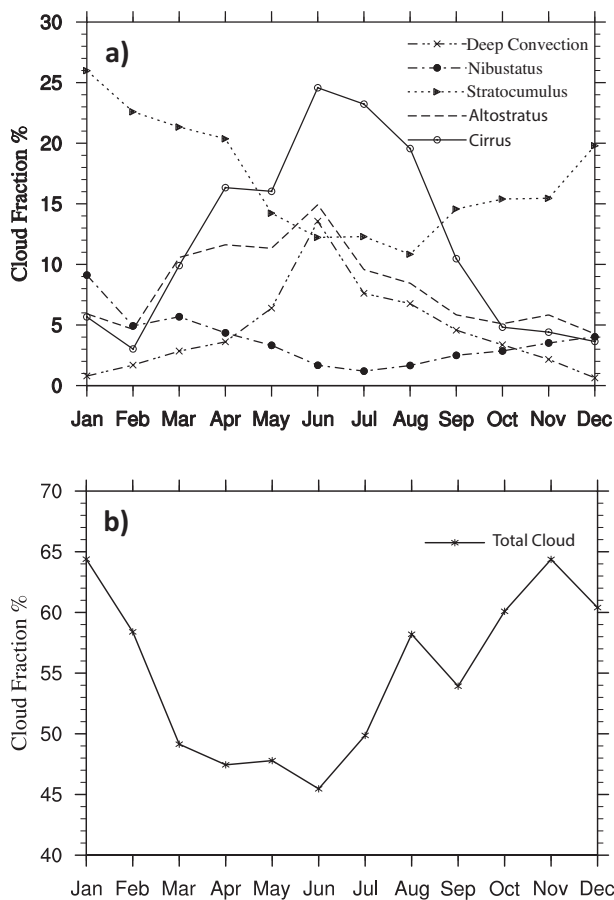 30
a)
Deep Convection
Nibustatus
25
Stratocumulus
Altostratus
Cirrus
20
15
10
5
0
Cloud Fraction %
Jan Feb Mar Apr May Jun Jul Aug Sep Oct Nov Dec
70
b)
Total Cloud
65
60
55
50
45
40
Cloud Fraction %
Jan Feb Mar Apr May Jun Jul Aug Sep Oct Nov Dec